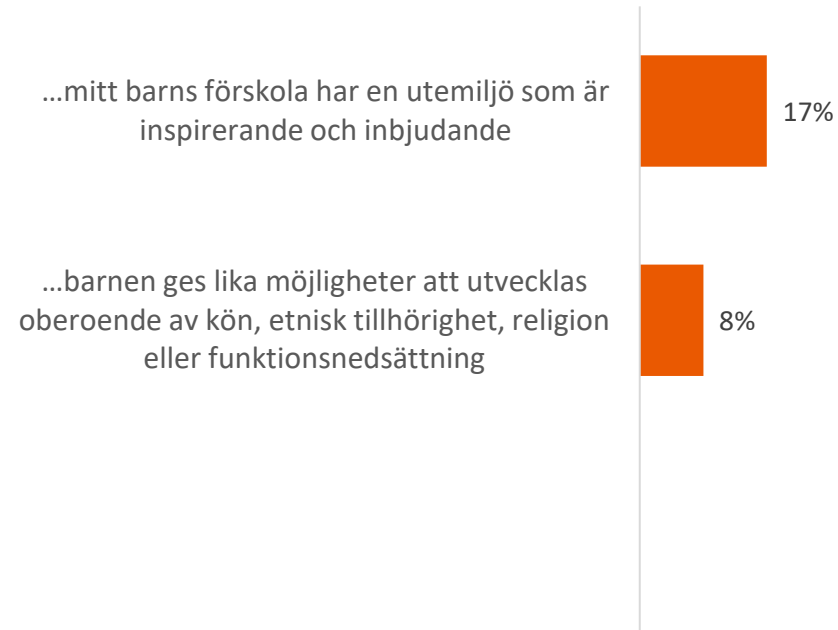 …mitt barns förskola har en utemiljö som är
inspirerande och inbjudande
17%
…barnen ges lika möjligheter att utvecklas
oberoende av kön, etnisk tillhörighet, religion
eller funktionsnedsättning
8%